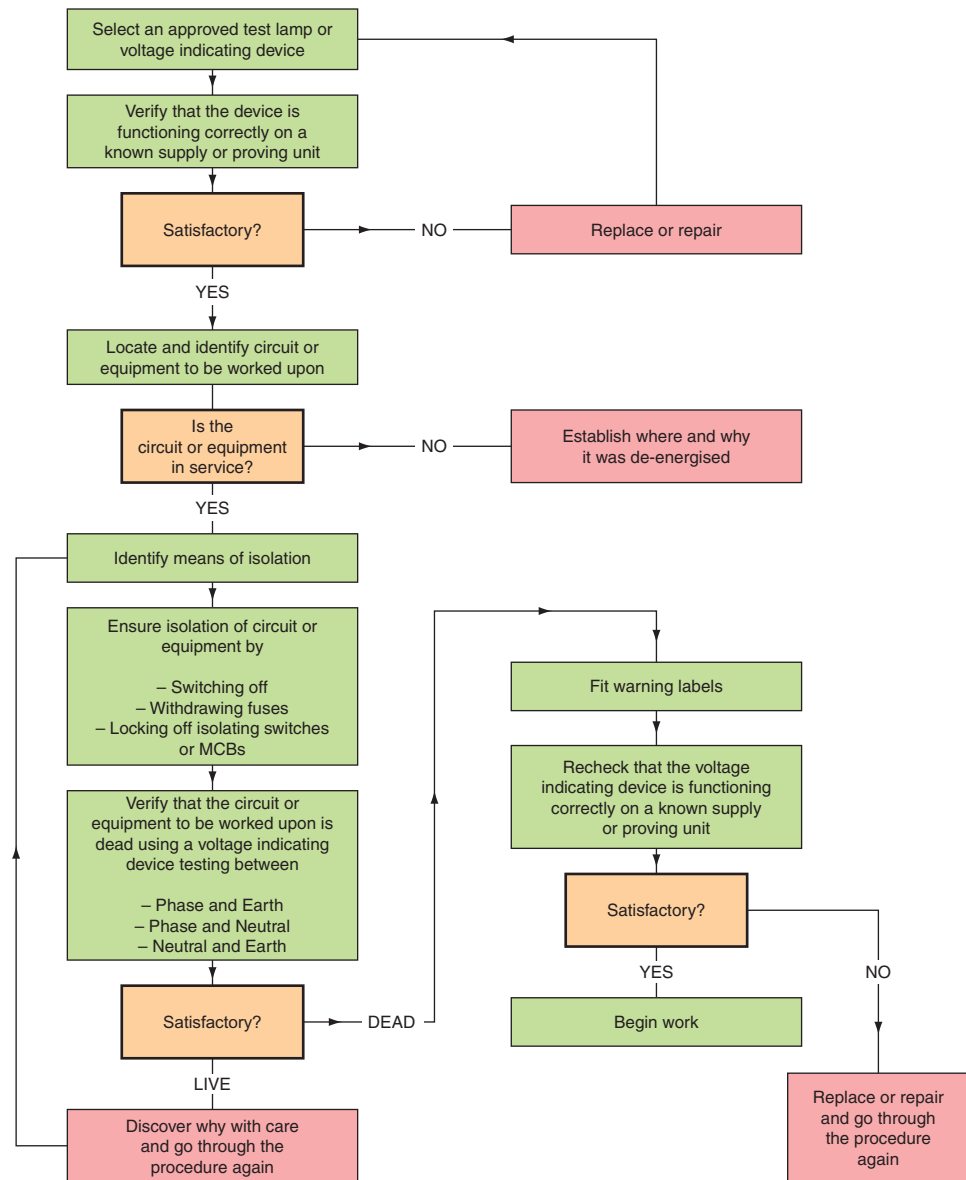 Select an approved test lamp or
voltage indicating device
Verify that the device is
functioning correctly on a
known supply or proving unit
Satisfactory?
NO
Replace or repair
YES
Locate and identify circuit or
equipment to be worked upon
Is the
circuit or equipment
in service?
NO
Establish where and why
it was de-energised
YES
Identify means of isolation
Ensure isolation of circuit or
equipment by
– Switching off
– Withdrawing fuses
– Locking off isolating switches
or MCBs
Verify that the circuit or
equipment to be worked upon is
dead using a voltage indicating
device testing between
– Phase and Earth
– Phase and Neutral
– Neutral and Earth
Satisfactory?
DEAD
LIVE
Discover why with care
and go through the
procedure again
Fit warning labels
Recheck that the voltage
indicating device is functioning
correctly on a known supply
or proving unit
Satisfactory?
YES
NO
Begin work
Replace or repair
and go through
the procedure
again